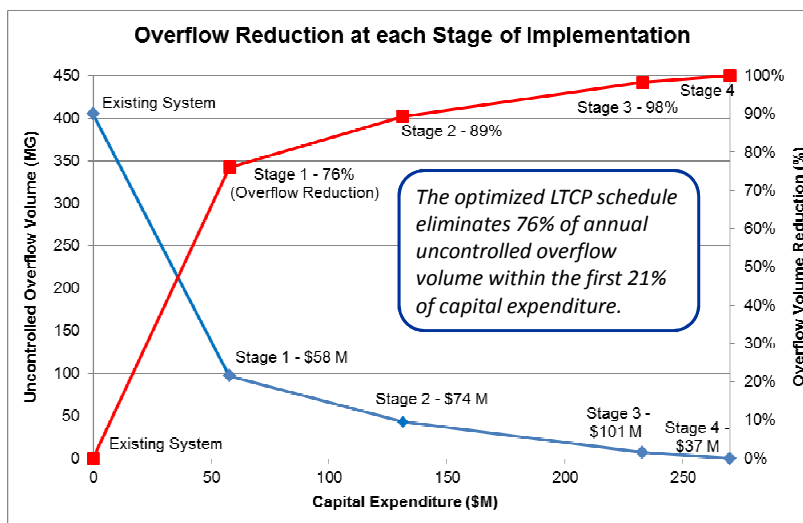 Overflow Reduction at each Stage of Implementation
450
400
350
300
250
200
150
100
50
0
Uncontrolled Overflow Volume (MG)
Existing System
Stage 1 - 76%
(Overflow Reduction)
Stage 2 - 89%
Stage 3 - 98%
Stage 4
The optimized LTCP schedule
eliminates 76% of annual
uncontrolled overflow
volume within the first 21%
of capital expenditure.
Stage 1 - $58 M
Stage 2 - $74 M
Stage 3 -
$101 M
Stage 4 -
$37 M
Existing System
100%
90%
80%
70%
60%
50%
40%
30%
20%
10%
0%
Overflow Volume Reduction (%)
0
50
100
150
200
250
Capital Expenditure ($M)